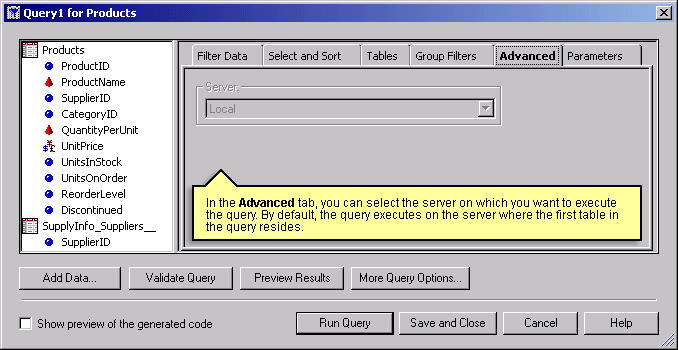 Query1 for Products
Products
ProductID
ProductName
SupplierID
CategoryID
QuantityPerUnit
UnitPrice
UnitsInStock
UnitsOnOrder
ReorderLevel
Discontinued
SupplyInfo_Suppliers__
SupplierID
Filter Data
Select and Sort
Tables
Group Filters
Advanced
Parameters
Server
Local
In the Advanced tab, you can select the server on which you want to execute
the query. By default, the query executes on the server where the first table in
the query resides.
Add Data...
Validate Query
Preview Results
More Query Options...
Show preview of the generated code
Run Query
Save and Close
Cancel
Help